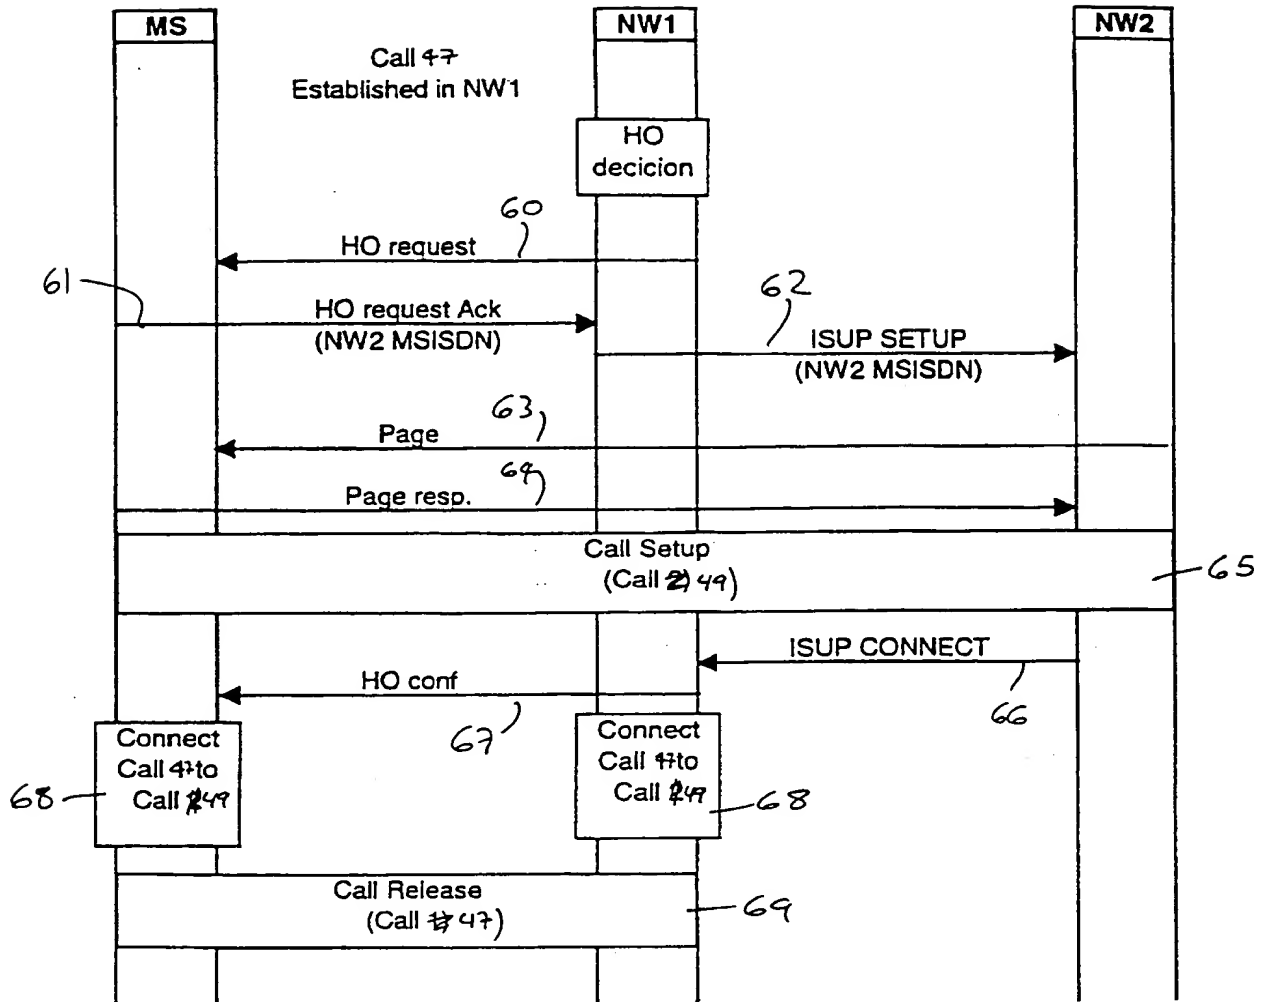 MS
NW1
NW2
Call 47
Established in NW1
HO
decicion
60
HO request
61
HO request Ack
(NW2 MSISDN)
62
ISUP SETUP
(NW2 MSISDN)
63
Page
64
Page resp.
Call Setup
(Call 49)
65
ISUP CONNECT
66
HO conf
67
Connect
Call 47 to
Call 49
68
Connect
Call 47 to
Call 49
68
Call Release
(Call 47)
69